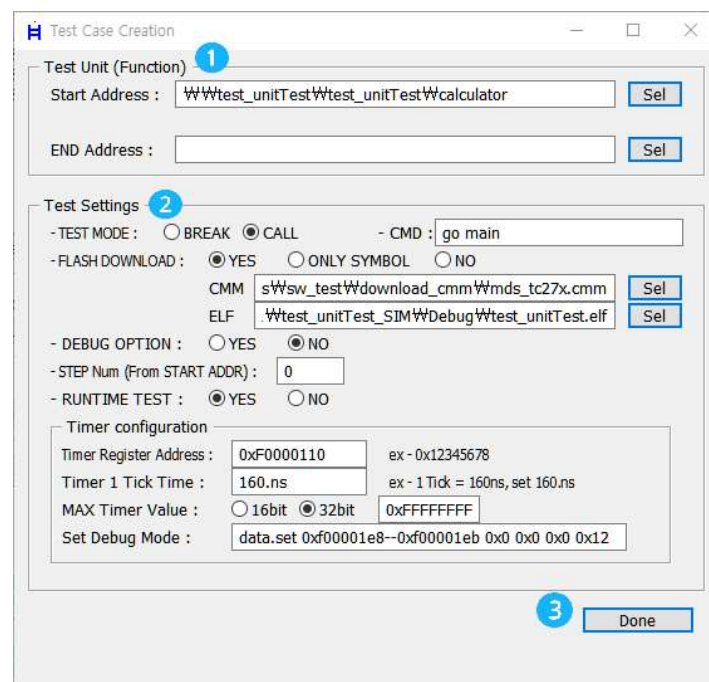 Test Case Creation
Test Unit (Function) 1
Start Address : ₩₩test_unitTest₩test_unitTest₩calculator Sel
END Address : Sel
Test Settings 2
- TEST MODE : BREAK CALL - CMD : go main
- FLASH DOWNLOAD : YES ONLY SYMBOL NO
CMM s₩sw_test₩download_cmm₩mds_tc27x.cmm Sel
ELF .₩test_unitTest_SIM₩Debug₩test_unitTest.elf Sel
- DEBUG OPTION : YES NO
- STEP Num (From START ADDR) : 0
- RUNTIME TEST : YES NO
Timer configuration
Timer Register Address : 0xF0000110 ex - 0x12345678
Timer 1 Tick Time : 160.ns ex - 1 Tick = 160ns, set 160.ns
MAX Timer Value : 16bit 32bit 0xFFFFFFFF
Set Debug Mode : data.set 0xf00001e8--0xf00001eb 0x0 0x0 0x0 0x12
3 Done